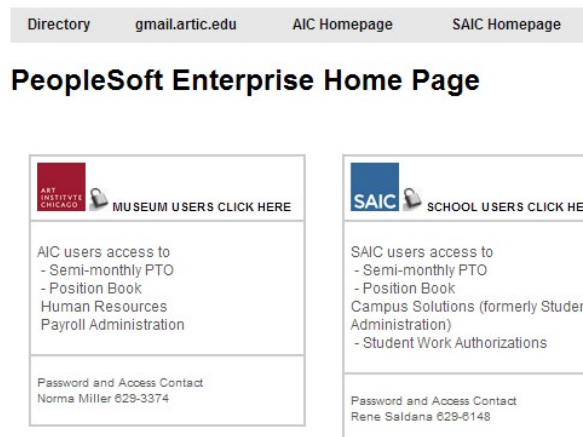 Directory gmail.artic.edu AIC Homepage SAIC Homepage
PeopleSoft Enterprise Home Page
ART
INSTITVTE
CHICAGO
MUSEUM USERS CLICK HERE
AIC users access to
- Semi-monthly PTO
- Position Book
Human Resources
Payroll Administration
Password and Access Contact
Norma Miller 629-3374
SAIC
SCHOOL USERS CLICK HE
SAIC users access to
- Semi-monthly PTO
- Position Book
Campus Solutions (formerly Studen
Administration)
- Student Work Authorizations
Password and Access Contact
Rene Saldana 629-6148